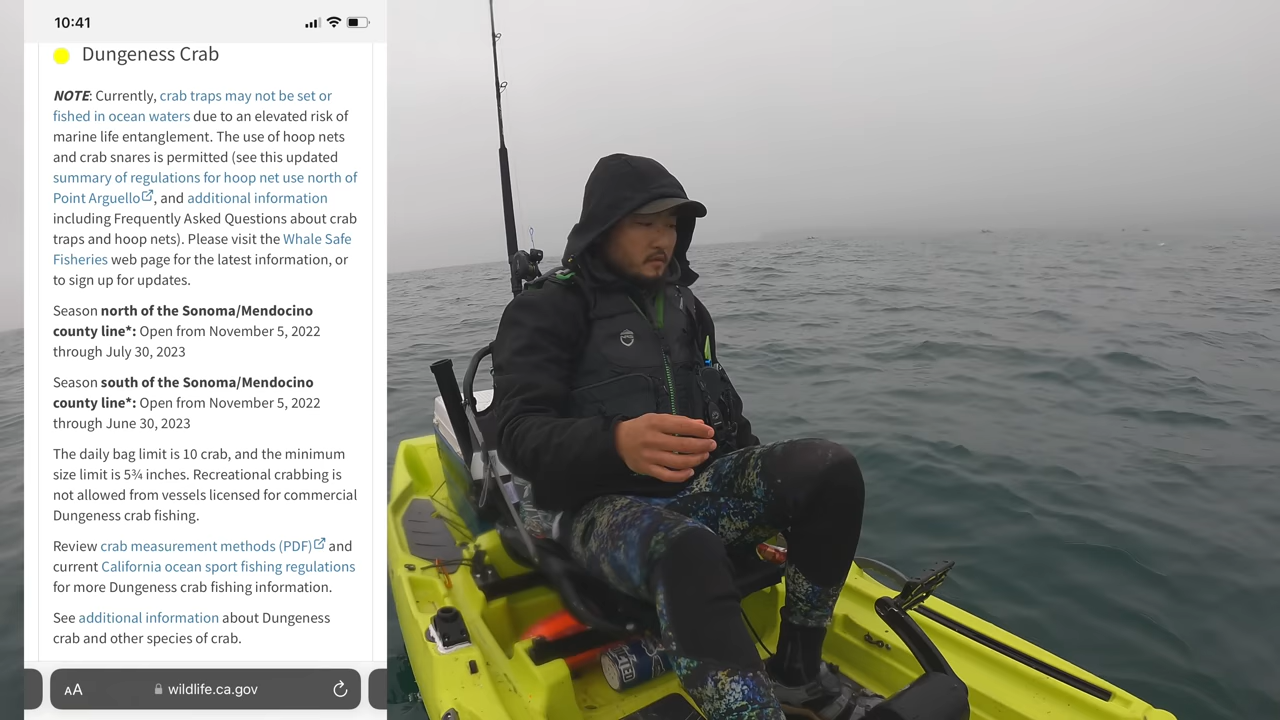 10:41
Dungeness Crab
NOTE: Currently, crab traps may not be set or
fished in ocean waters due to an elevated risk of
marine life entanglement. The use of hoop nets
and crab snares is permitted (see this updated
summary of regulations for hoop net use north of
Point Arguello, and additional information
including Frequently Asked Questions about crab
traps and hoop nets). Please visit the Whale Safe
Fisheries web page for the latest information, or
to sign up for updates.
Season north of the Sonoma/Mendocino
county line*: Open from November 5, 2022
through July 30, 2023
Season south of the Sonoma/Mendocino
county line*: Open from November 5, 2022
through June 30, 2023
The daily bag limit is 10 crab, and the minimum
size limit is 5¾ inches. Recreational crabbing is
not allowed from vessels licensed for commercial
Dungeness crab fishing.
Review crab measurement methods (PDF) and
current California ocean sport fishing regulations
for more Dungeness crab fishing information.
See additional information about Dungeness
crab and other species of crab.
AA wildlife.ca.gov